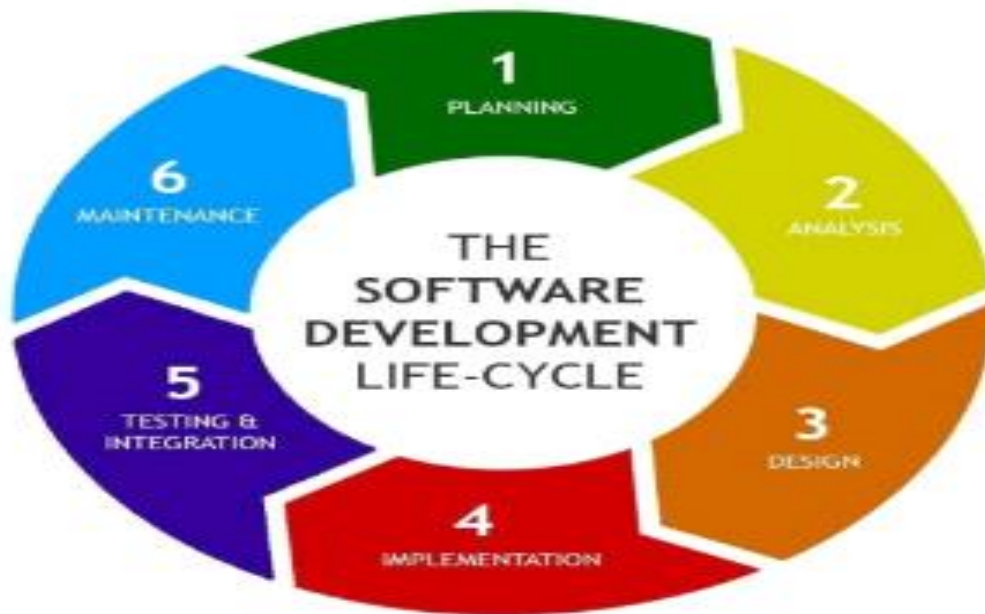 THE
SOFTWARE
DEVELOPMENT
LIFE-CYCLE
1
PLANNING
2
ANALYSIS
3
DESIGN
4
IMPLEMENTATION
5
TESTING &
INTEGRATION
6
MAINTENANCE